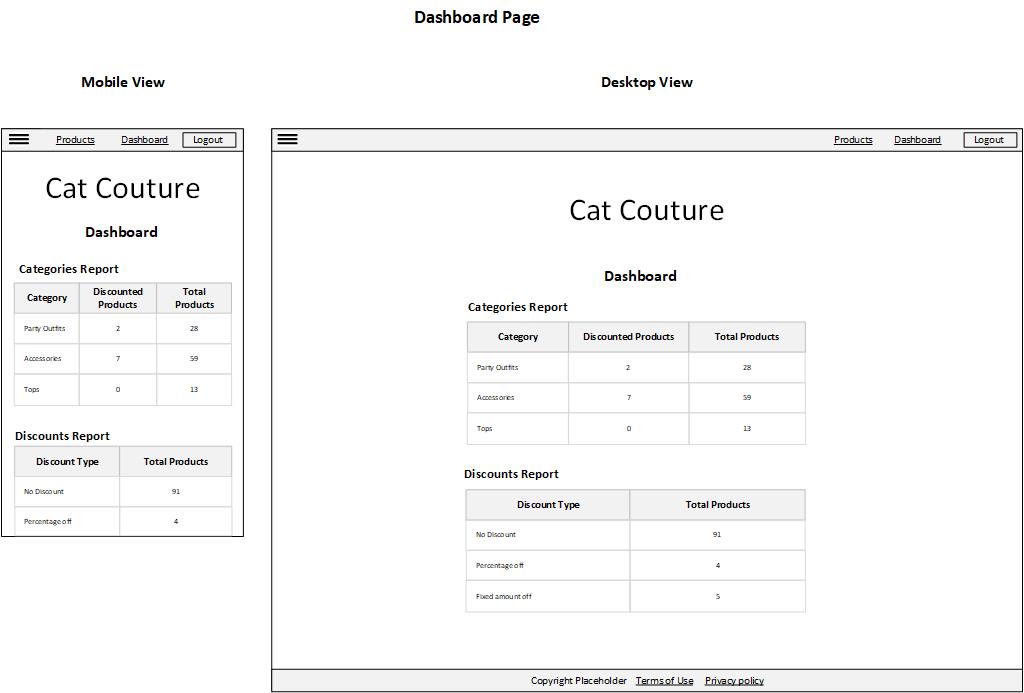 Dashboard Page
Mobile View
Products Dashboard Logout
Cat Couture
Dashboard
Categories Report
Category Discounted Products Total Products
Party Outfits 2 28
Accessories 7 59
Tops 0 13
Discounts Report
Discount Type Total Products
No Discount 91
Percentage off 4
Desktop View
Products Dashboard Logout
Cat Couture
Dashboard
Categories Report
Category Discounted Products Total Products
Party Outfits 2 28
Accessories 7 59
Tops 0 13
Discounts Report
Discount Type Total Products
No Discount 91
Percentage off 4
Fixed amount off 5
Copyright Placeholder Terms of Use Privacy policy